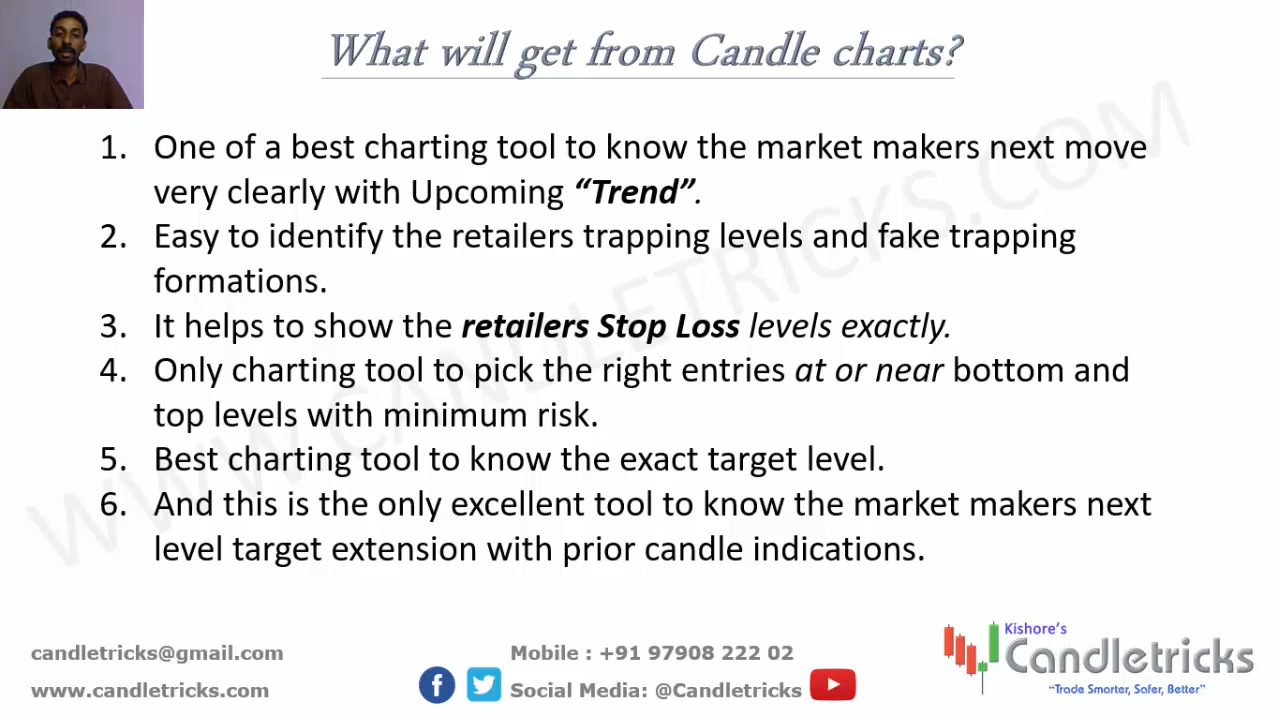 What will get from Candle charts?
1. One of a best charting tool to know the market makers next move
very clearly with Upcoming “Trend”.
2. Easy to identify the retailers trapping levels and fake trapping
formations.
3. It helps to show the retailers Stop Loss levels exactly.
4. Only charting tool to pick the right entries at or near bottom and
top levels with minimum risk.
5. Best charting tool to know the exact target level.
6. And this is the only excellent tool to know the market makers next
level target extension with prior candle indications.
WWW.CANDLETRICKS.COM
candletricks@gmail.com
www.candletricks.com
Mobile : +91 97908 222 02
Social Media: @Candletricks
Kishore's
Candletricks
“Trade Smarter, Safer, Better”